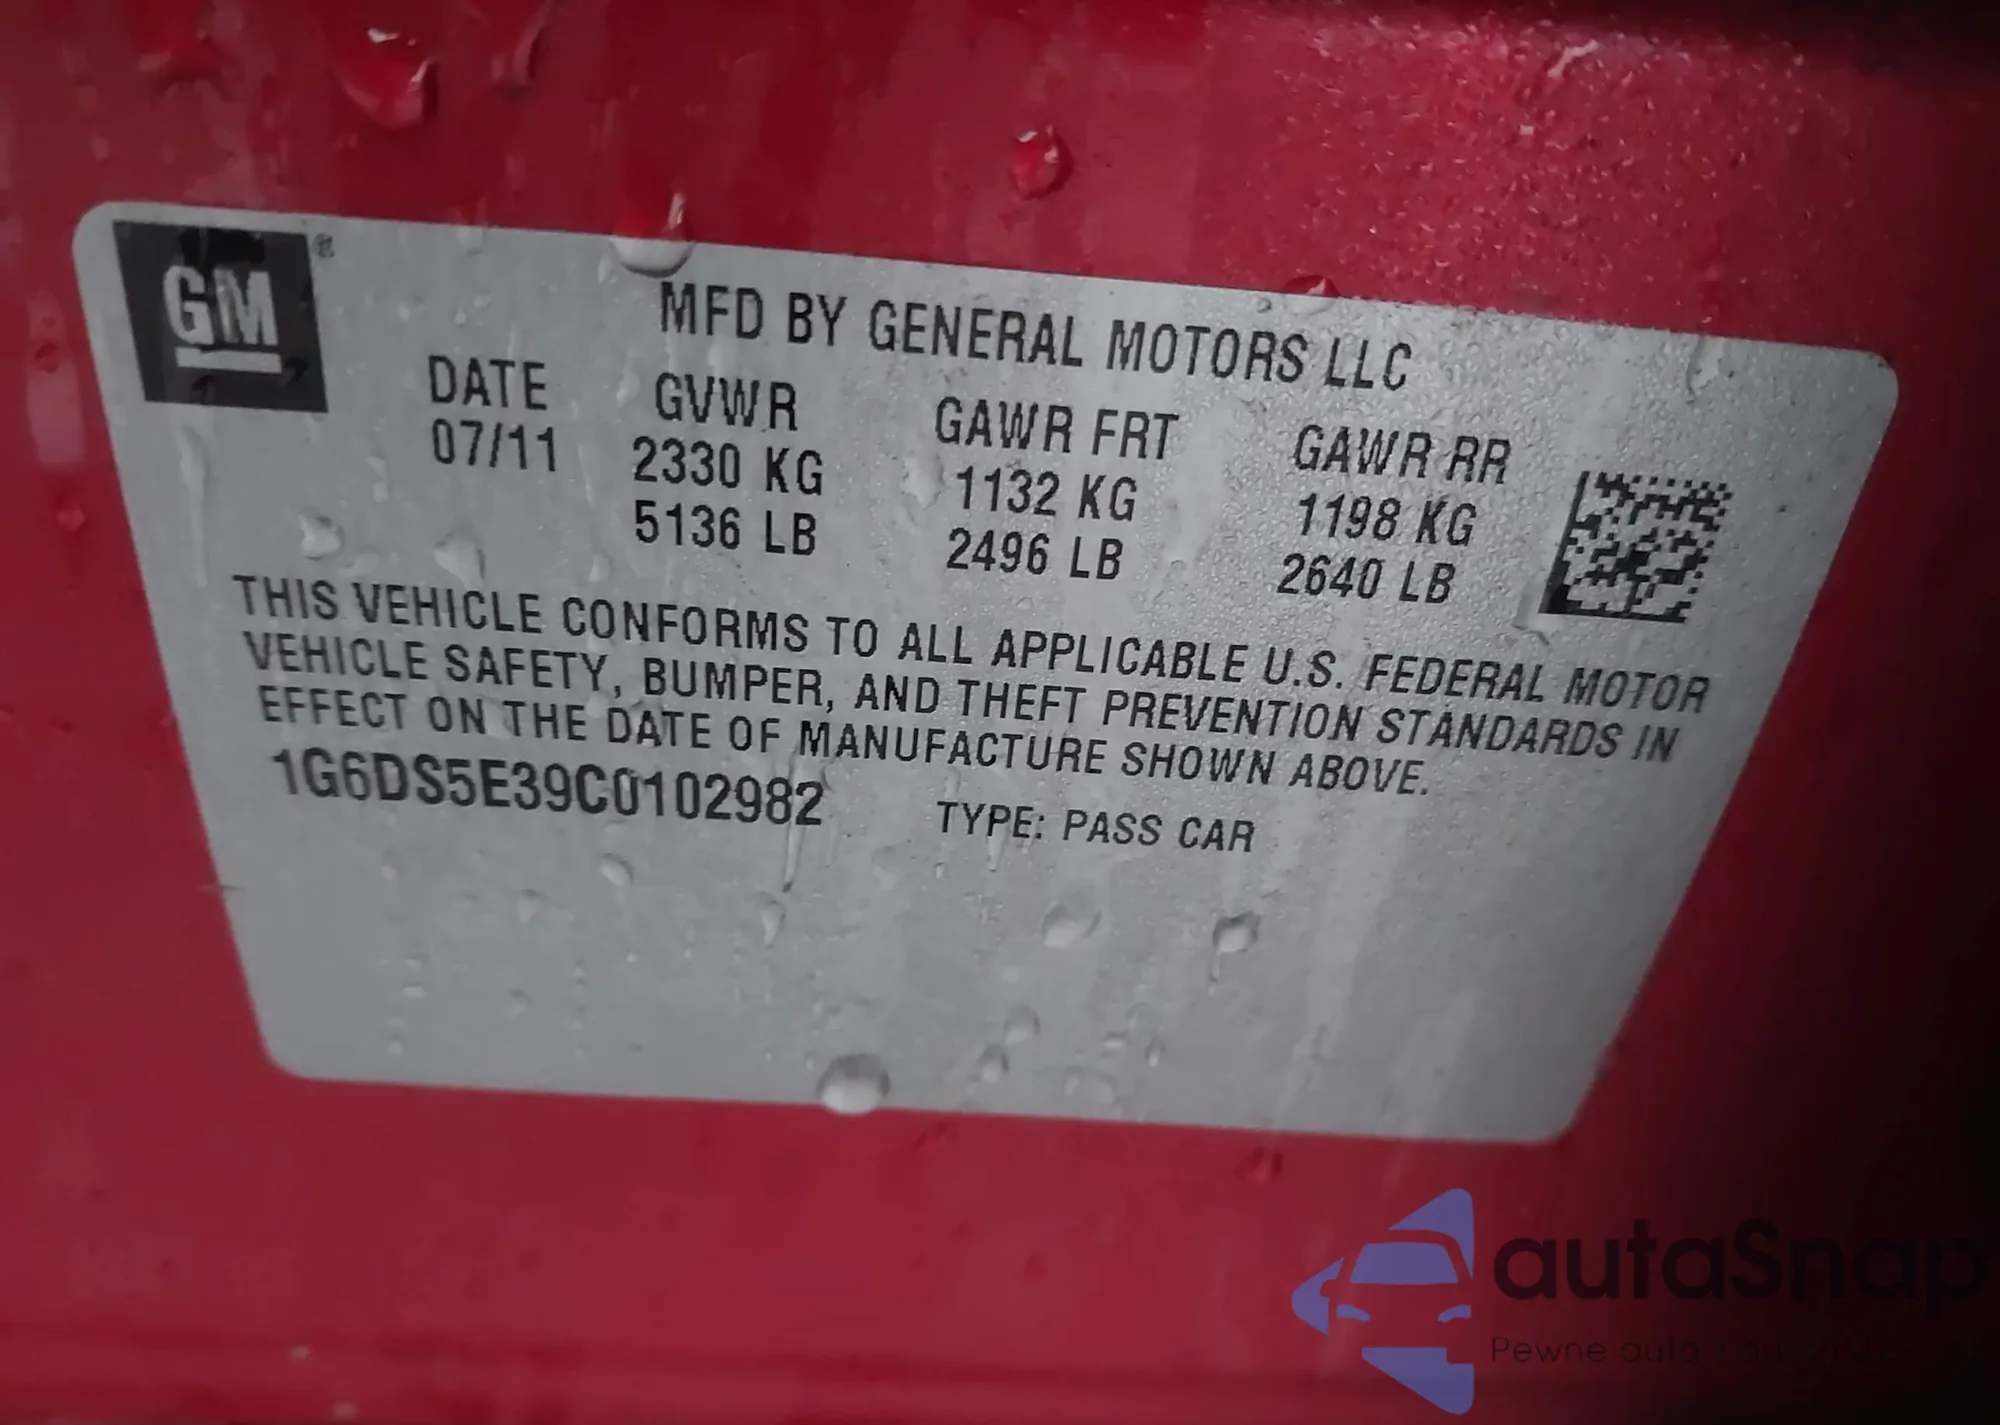 GM
MFD BY GENERAL MOTORS LLC
DATE GVWR GAWR FRT GAWR RR
07/11 2330 KG 1132 KG 1198 KG
5136 LB 2496 LB 2640 LB
THIS VEHICLE CONFORMS TO ALL APPLICABLE U.S. FEDERAL MOTOR
VEHICLE SAFETY, BUMPER, AND THEFT PREVENTION STANDARDS IN
EFFECT ON THE DATE OF MANUFACTURE SHOWN ABOVE.
1G6DS5E39C0102982 TYPE: PASS CAR
autaSnap
Pewne auto